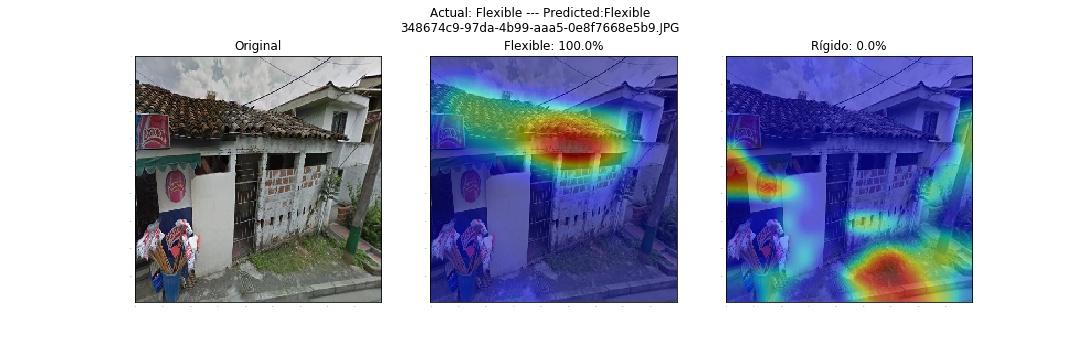 Actual: Flexible --- Predicted:Flexible
348674c9-97da-4b99-aaa5-0e8f7668e5b9.JPG
Original
Flexible: 100.0%
Rígido: 0.0%